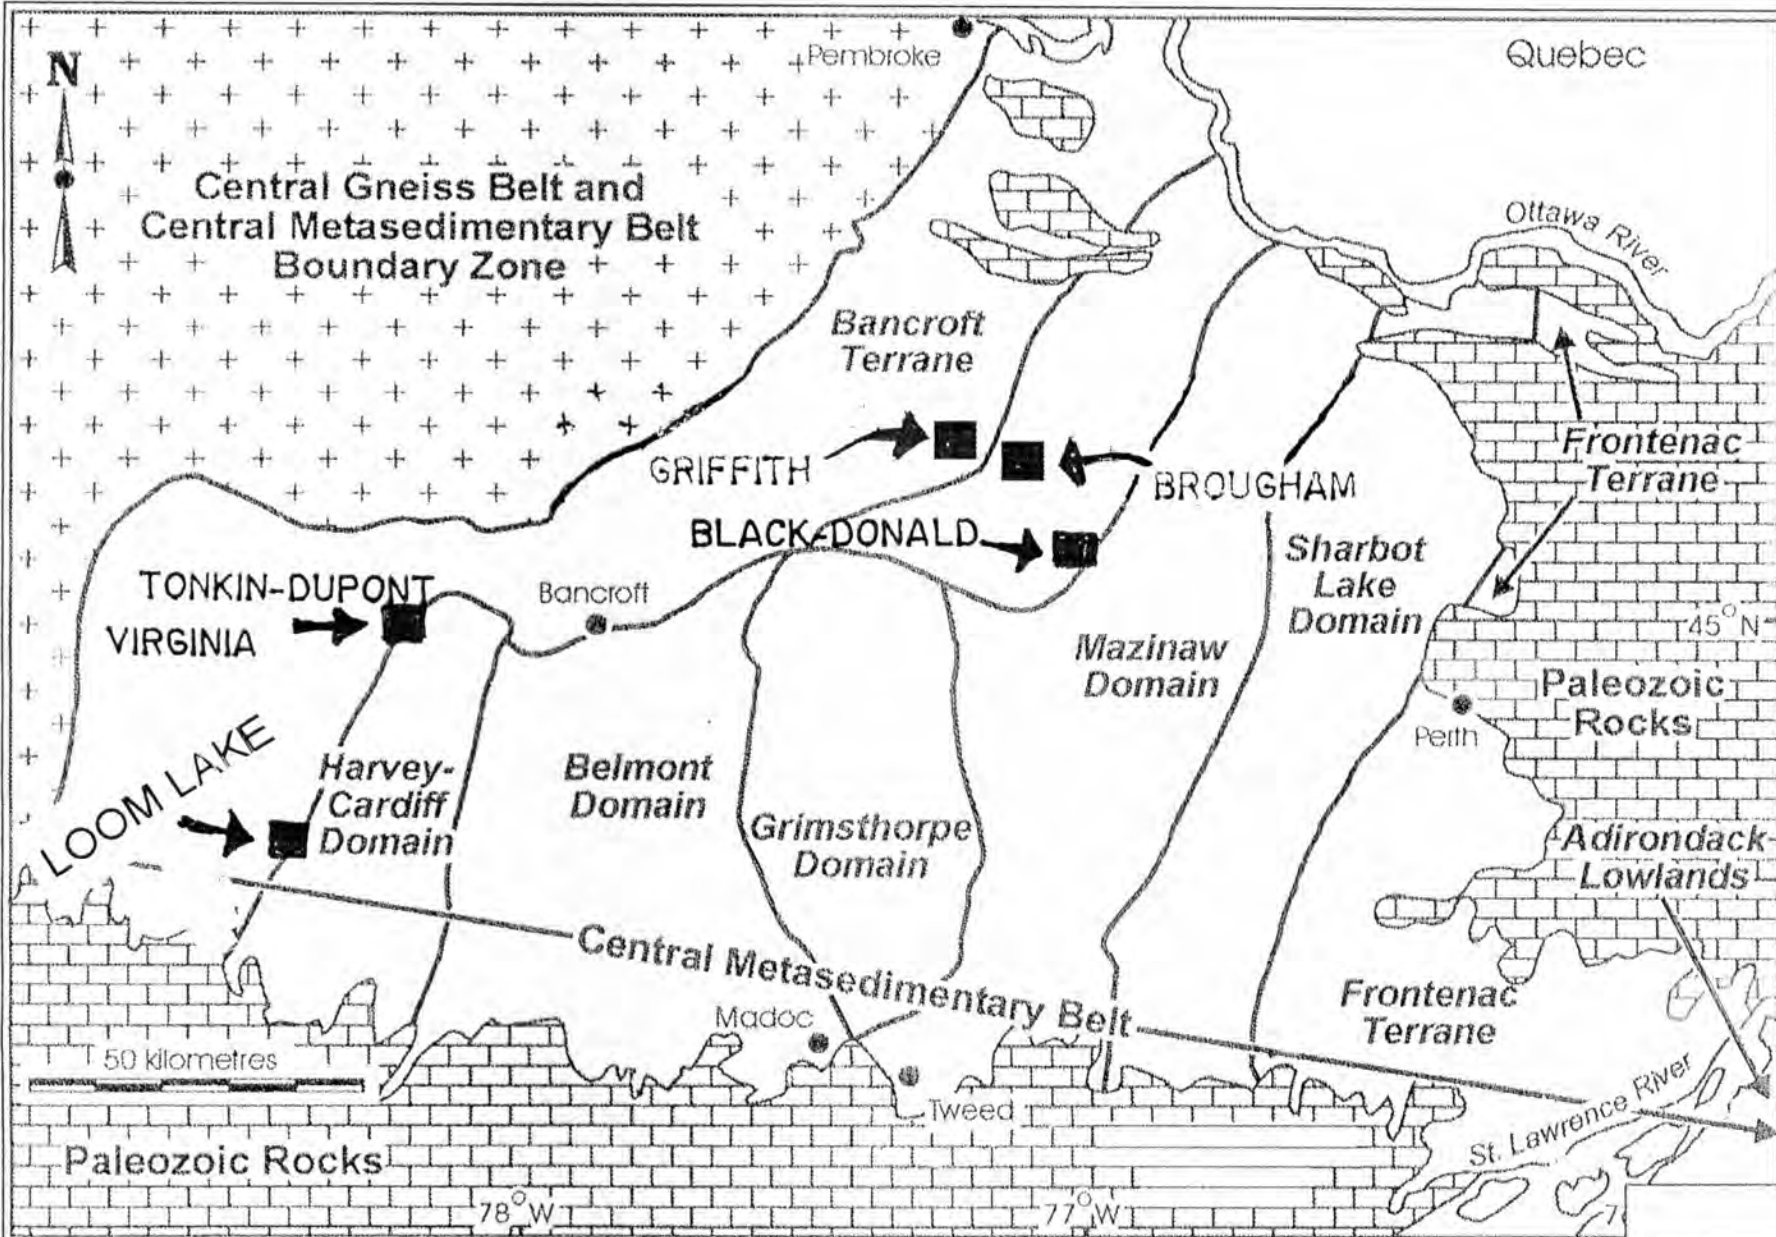 N
Pembroke
Quebec
Central Gneiss Belt and
Central Metasedimentary Belt
Boundary Zone
Ottawa River
Bancroft
Terrane
GRIFFITH
BROUGHAM
Frontenac
Terrane
BLACK-DONALD
Sharbot
Lake
Domain
TONKIN-DUPONT
VIRGINIA
Bancroft
45°N
Mazinaw
Domain
Paleozoic
Rocks
Perth
LOOM LAKE
Harvey-
Cardiff
Domain
Belmont
Domain
Grimsthorpe
Domain
Adirondack-
Lowlands
Central Metasedimentary Belt
Frontenac
Terrane
Madoc
50 kilometres
Tweed
St. Lawrence River
Paleozoic Rocks
78°W
77°W